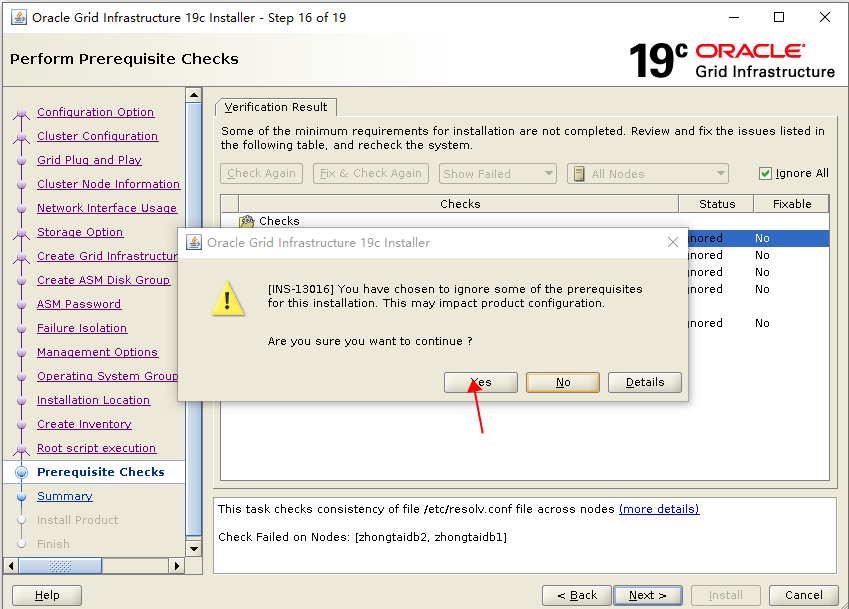 Oracle Grid Infrastructure 19c Installer - Step 16 of 19
Perform Prerequisite Checks
19c ORACLE
Grid Infrastructure
Configuration Option
Cluster Configuration
Grid Plug and Play
Cluster Node Information
Network Interface Usage
Storage Option
Create Grid Infrastructur
Create ASM Disk Group
ASM Password
Failure Isolation
Management Options
Operating System Group
Installation Location
Create Inventory
Root script execution
Prerequisite Checks
Summary
Install Product
Finish
Verification Result
Some of the minimum requirements for installation are not completed. Review and fix the issues listed in
the following table, and recheck the system.
Check Again Fix & Check Again Show Failed All Nodes Ignore All
Checks Status Fixable
Checks
nored No
nored No
nored No
nored No
nored No
Oracle Grid Infrastructure 19c Installer
[INS-13016] You have chosen to ignore some of the prerequisites
for this installation. This may impact product configuration.
Are you sure you want to continue ?
Yes No Details
This task checks consistency of file /etc/resolv.conf file across nodes (more details)
Check Failed on Nodes: [zhongtaidb2, zhongtaidb1]
Help < Back Next > Install Cancel